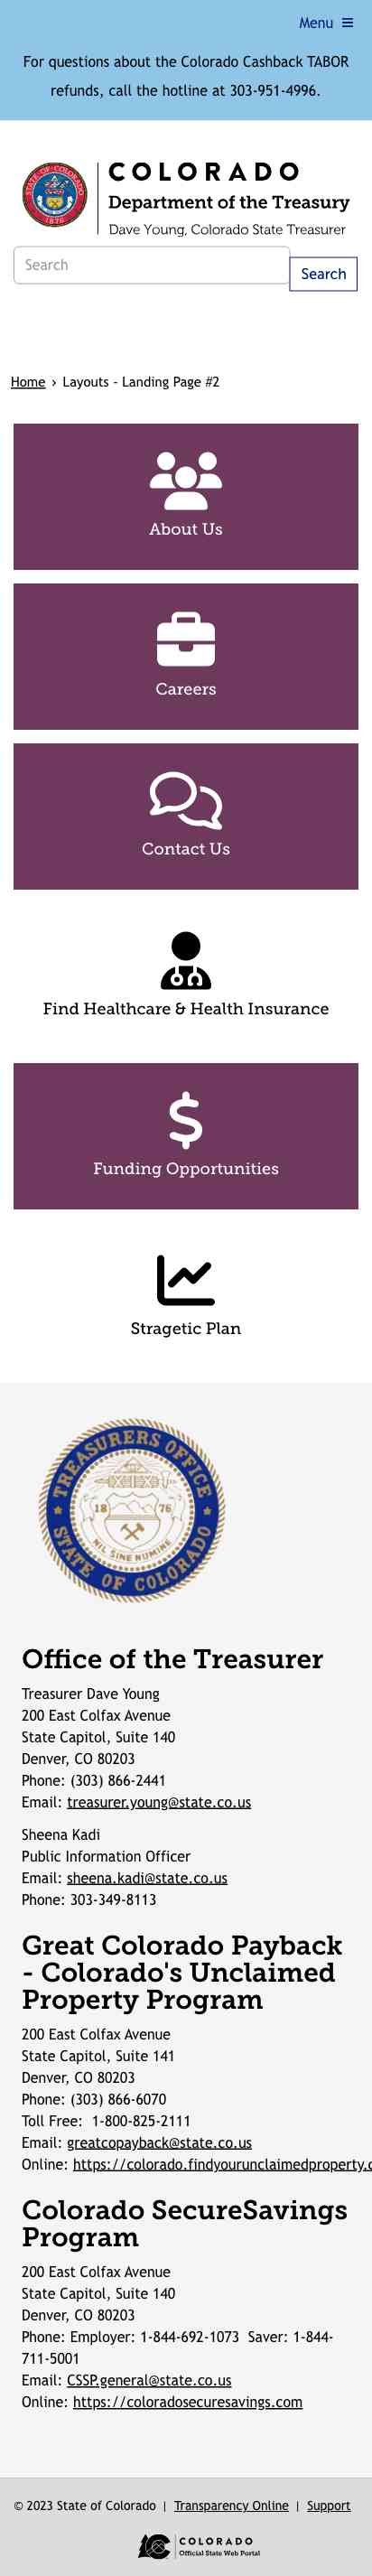 Menu
For questions about the Colorado Cashback TABOR
refunds, call the hotline at 303-951-4996.
STATE OF COLORADO
1876
COLORADO
Department of the Treasury
Dave Young, Colorado State Treasurer
Search
Search
Home › Layouts - Landing Page #2
About Us
Careers
Contact Us
Find Healthcare & Health Insurance
Funding Opportunities
Stragetic Plan
TREASURERS OFFICE
NIL SINE NUMINE
STATE OF COLORADO
Office of the Treasurer
Treasurer Dave Young
200 East Colfax Avenue
State Capitol, Suite 140
Denver, CO 80203
Phone: (303) 866-2441
Email: treasurer.young@state.co.us
Sheena Kadi
Public Information Officer
Email: sheena.kadi@state.co.us
Phone: 303-349-8113
Great Colorado Payback
- Colorado's Unclaimed
Property Program
200 East Colfax Avenue
State Capitol, Suite 141
Denver, CO 80203
Phone: (303) 866-6070
Toll Free:  1-800-825-2111
Email: greatcopayback@state.co.us
Online: https://colorado.findyourunclaimedproperty.c
Colorado SecureSavings
Program
200 East Colfax Avenue
State Capitol, Suite 140
Denver, CO 80203
Phone: Employer: 1-844-692-1073  Saver: 1-844-
711-5001
Email: CSSP.general@state.co.us
Online: https://coloradosecuresavings.com
© 2023 State of Colorado | Transparency Online | Support
COLORADO
Official State Web Portal